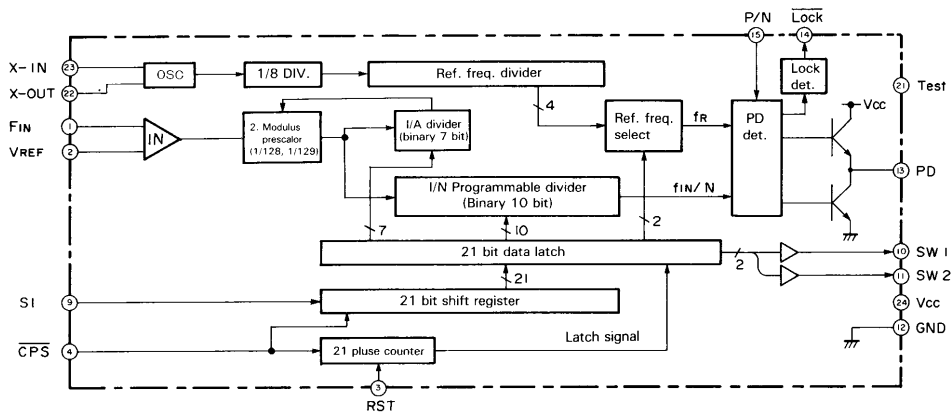 P/N
Lock
15
14
X-IN
23
OSC
1/8 DIV.
Ref. freq. divider
Lock
det.
21
Test
X-OUT
22
4
Vcc
FIN
1
IN
2. Modulus
prescalor
(1/128, 1/129)
I/A divider
(binary 7 bit)
Ref. freq.
select
fR
PD
det.
VREF
2
13
PD
I/N Programmable divider
(Binary 10 bit)
fIN/N
7
10
2
21 bit data latch
2
10
SW 1
11
SW 2
21
SI
9
21 bit shift register
24
Vcc
12
GND
CPS
4
21 pluse counter
Latch signal
3
RST